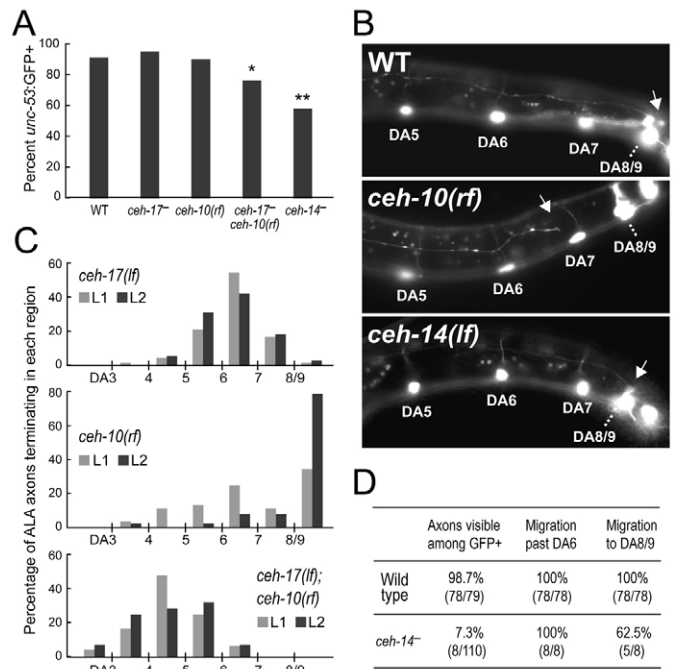 A
Percent unc-53:GFP+
100
80
60
40
20
0
*
**
WT
ceh-17–
ceh-10(rf)
ceh-17–
ceh-10(rf)
ceh-14–
B
WT
DA5
DA6
DA7
DA8/9
ceh-10(rf)
DA5
DA6
DA7
DA8/9
ceh-14(lf)
DA5
DA6
DA7
DA8/9
C
Percentage of ALA axons terminating in each region
60
40
20
0
ceh-17(lf)
L1 L2
DA3 4 5 6 7 8/9
80
60
40
20
0
ceh-10(rf)
L1 L2
DA3 4 5 6 7 8/9
60
40
20
0
ceh-17(lf);
ceh-10(rf)
L1 L2
DA3 4 5 6 7 8/9
D
Axons visible among GFP+
Migration past DA6
Migration to DA8/9
Wild type
98.7% (78/79)
100% (78/78)
100% (78/78)
ceh-14–
7.3% (8/110)
100% (8/8)
62.5% (5/8)